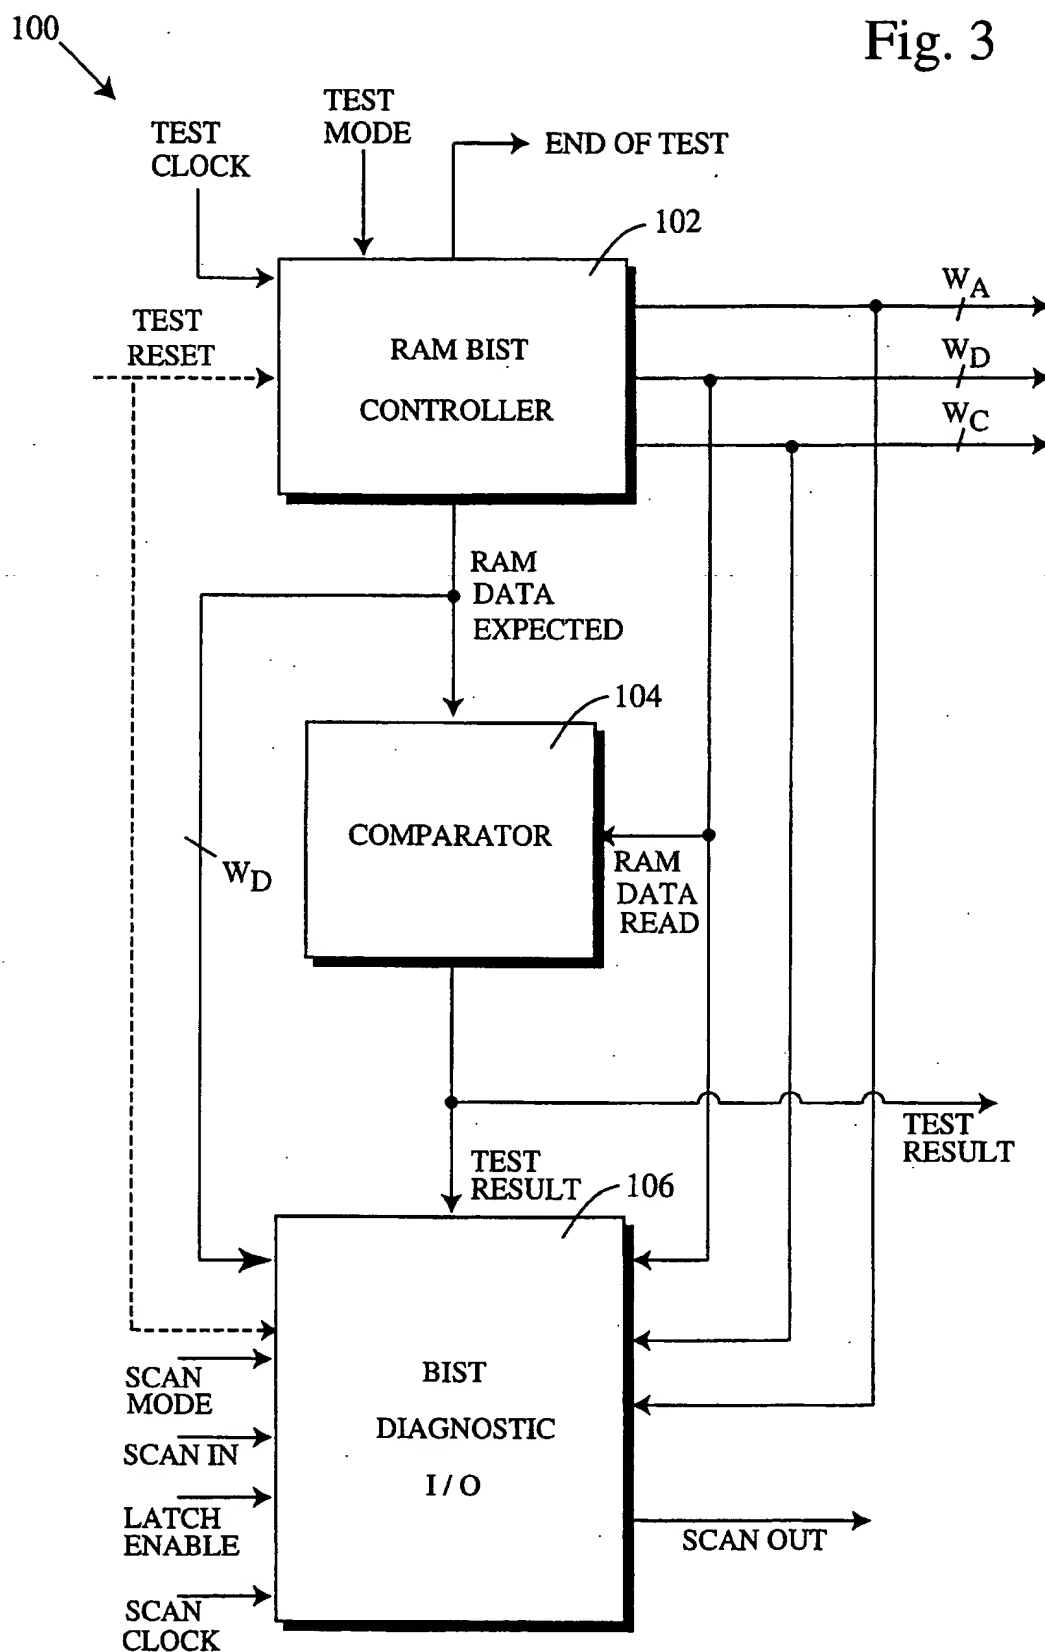 100
Fig. 3
TEST
CLOCK
TEST
MODE
END OF TEST
102
TEST
RESET
RAM BIST
CONTROLLER
WA
WD
WC
RAM
DATA
EXPECTED
104
COMPARATOR
WD
RAM
DATA
READ
TEST
RESULT
TEST
RESULT
106
SCAN
MODE
SCAN IN
LATCH
ENABLE
SCAN
CLOCK
BIST
DIAGNOSTIC
I / O
SCAN OUT